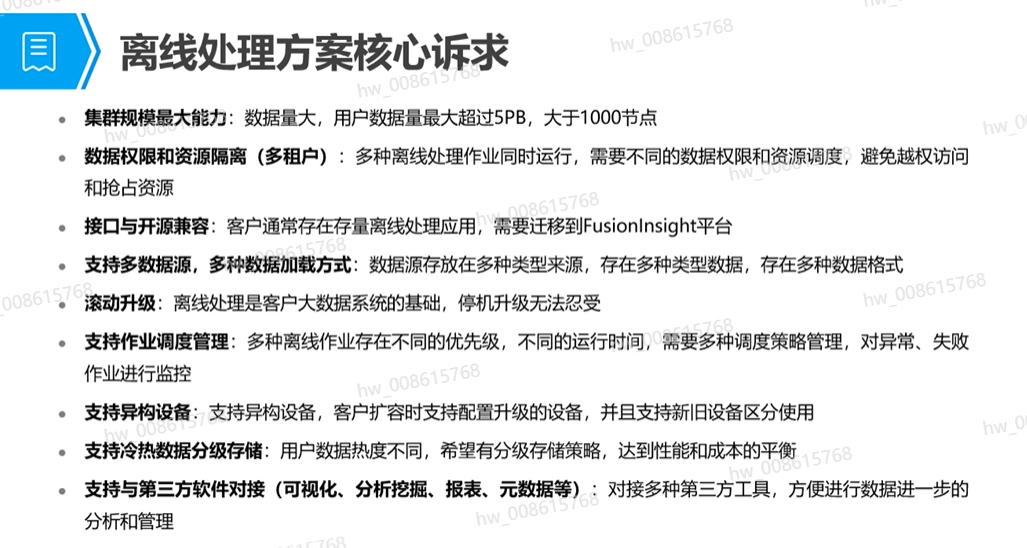 离线处理方案核心诉求
集群规模最大能力：数据量大，用户数据量最大超过5PB，大于1000节点
数据权限和资源隔离（多租户）：多种离线处理作业同时运行，需要不同的数据权限和资源调度，避免越权访问
和抢占资源
接口与开源兼容：客户通常存在存量离线处理应用，需要迁移到FusionInsight平台
支持多数据源，多种数据加载方式：数据源存放在多种类型来源，存在多种类型数据，存在多种数据格式
滚动升级：离线处理是客户大数据系统的基础，停机升级无法忍受
支持作业调度管理：多种离线作业存在不同的优先级，不同的运行时间，需要多种调度策略管理，对异常、失败
作业进行监控
支持异构设备：支持异构设备，客户扩容时支持配置升级的设备，并且支持新旧设备区分使用
支持冷热数据分级存储：用户数据热度不同，希望有分级存储策略，达到性能和成本的平衡
支持与第三方软件对接（可视化、分析挖掘、报表、元数据等）：对接多种第三方工具，方便进行数据进一步的
分析和管理
hw_008615768